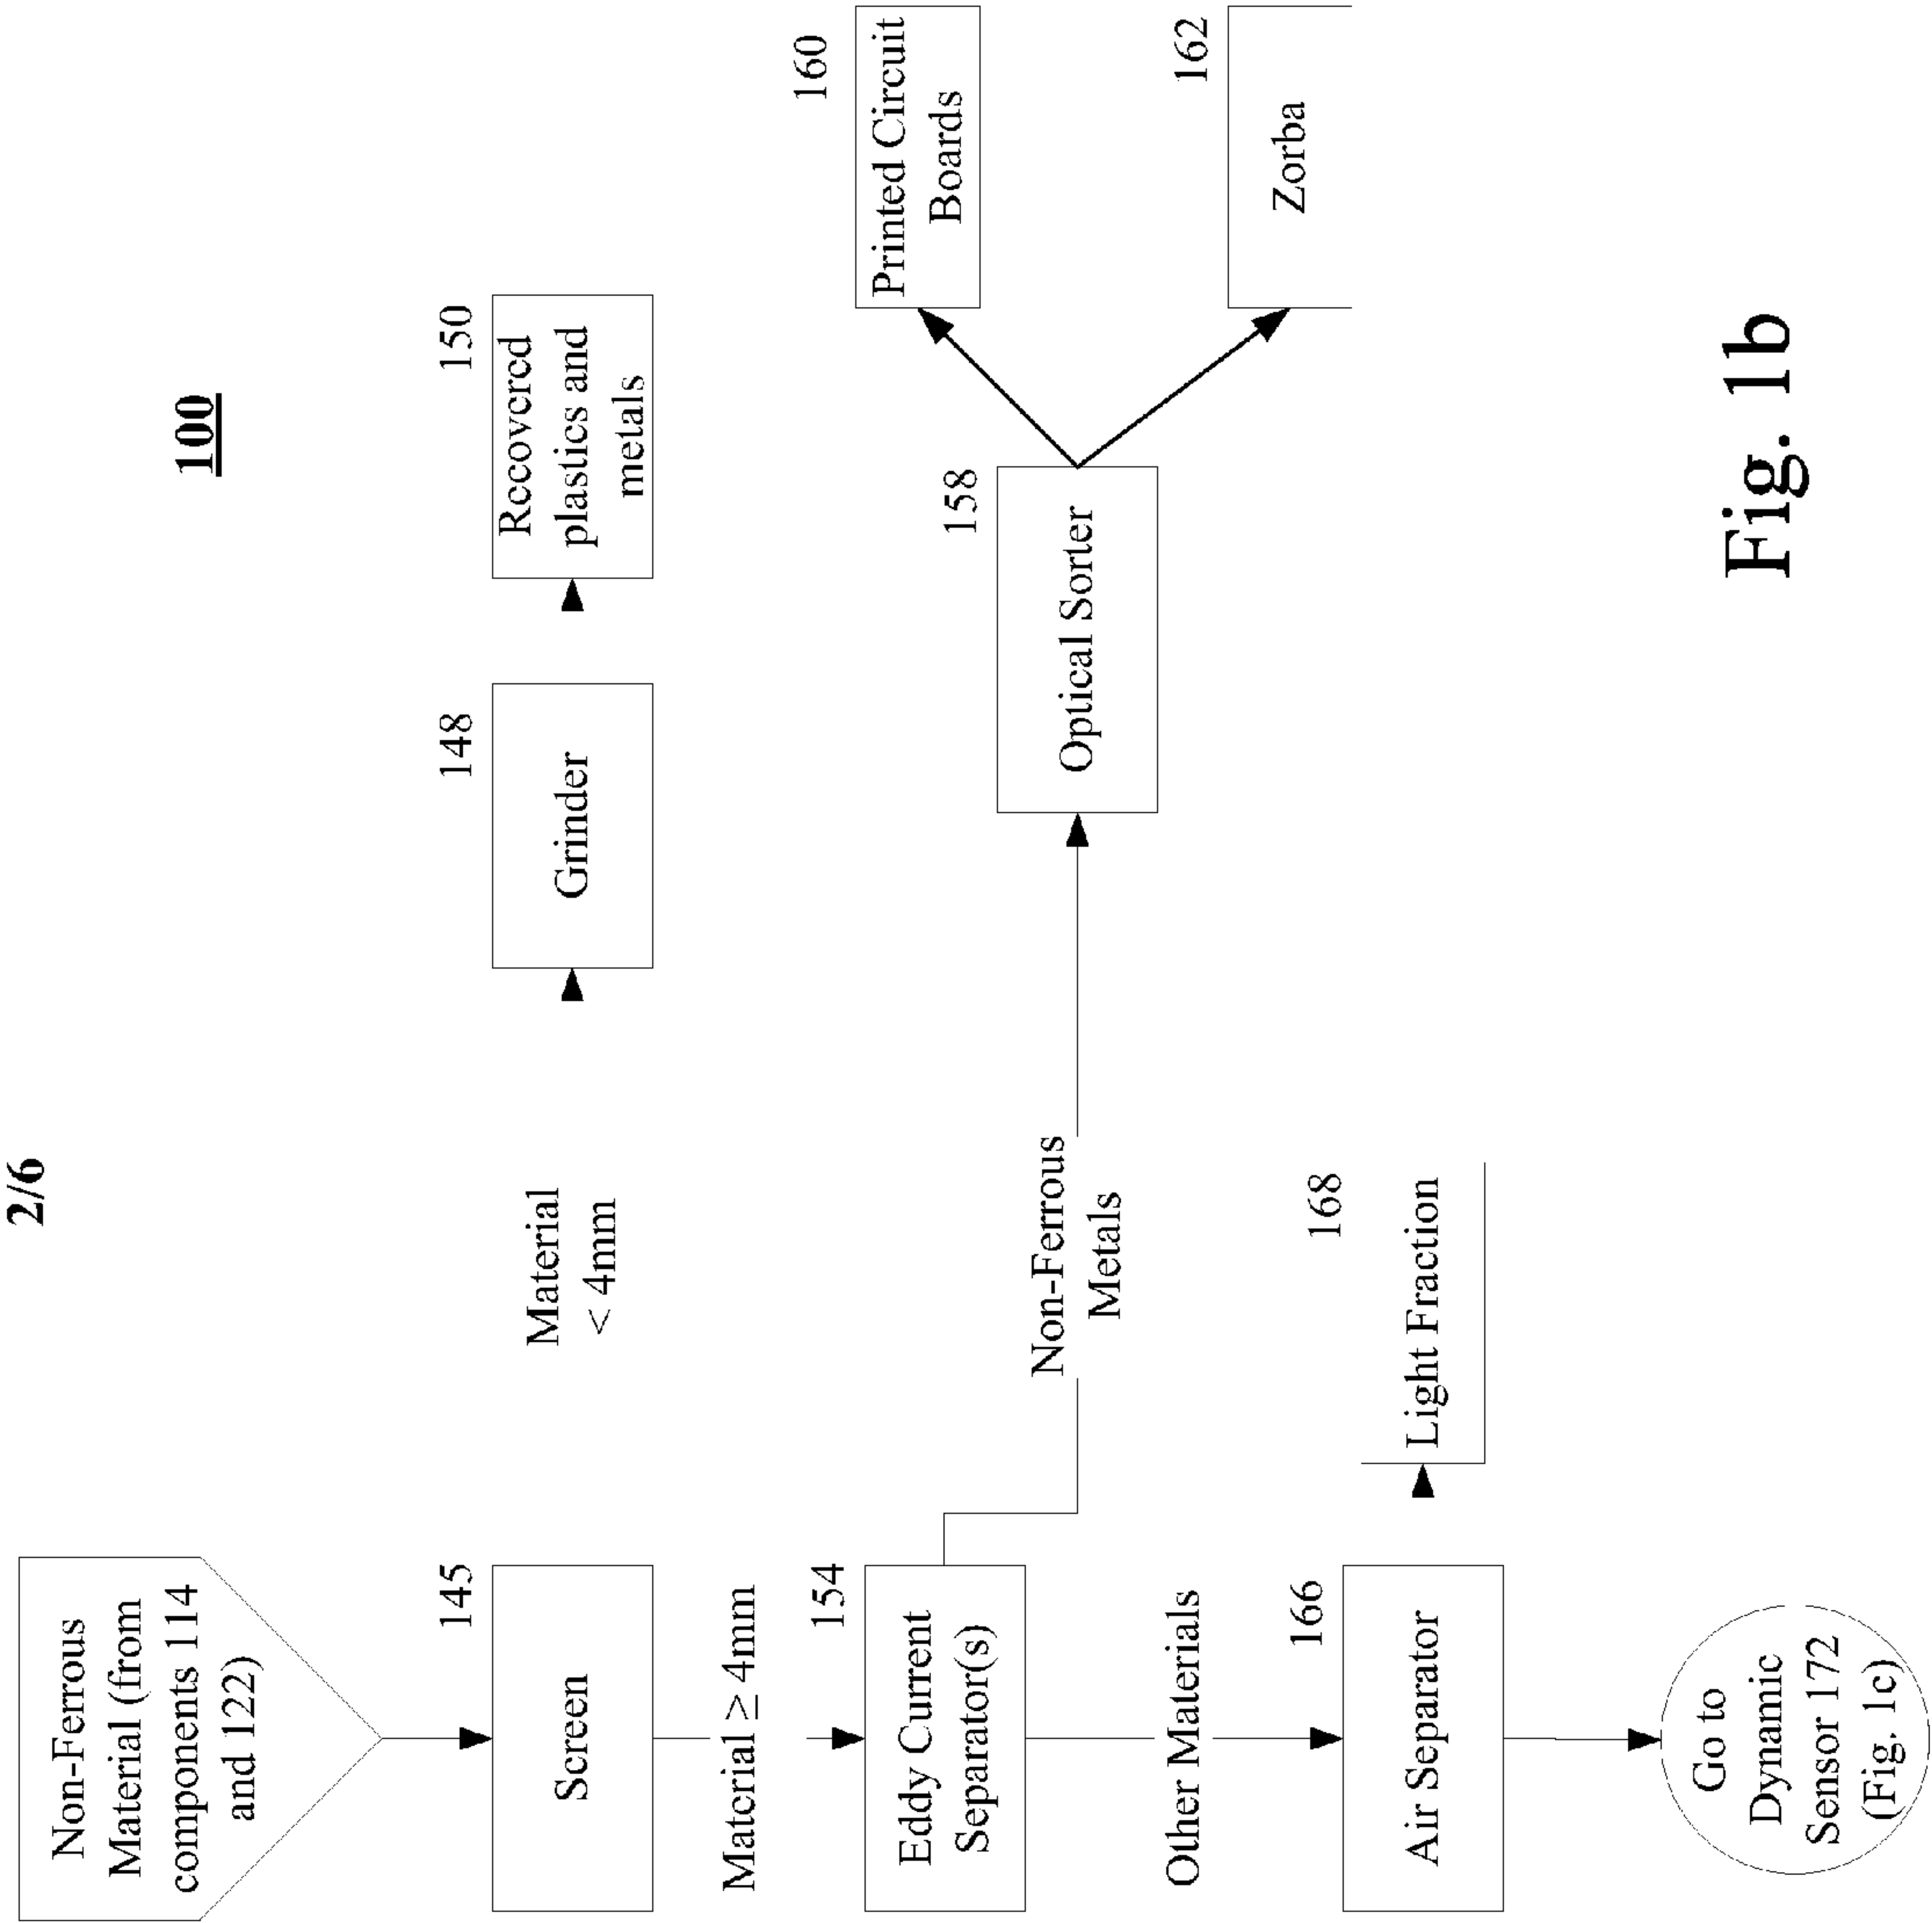 2/6
100
Non-Ferrous
Material (from
components 114
and 122)
145
Screen
Material
< 4mm
148
Grinder
150
Recovered
plastics and
metals
Material ≥ 4mm
154
Eddy Current
Separator(s)
Non-Ferrous
Metals
158
Optical Sorter
160
Printed Circuit
Boards
162
Zorba
Other Materials
166
Air Separator
168
Light Fraction
Go to
Dynamic
Sensor 172
(Fig. 1c)
Fig. 1b